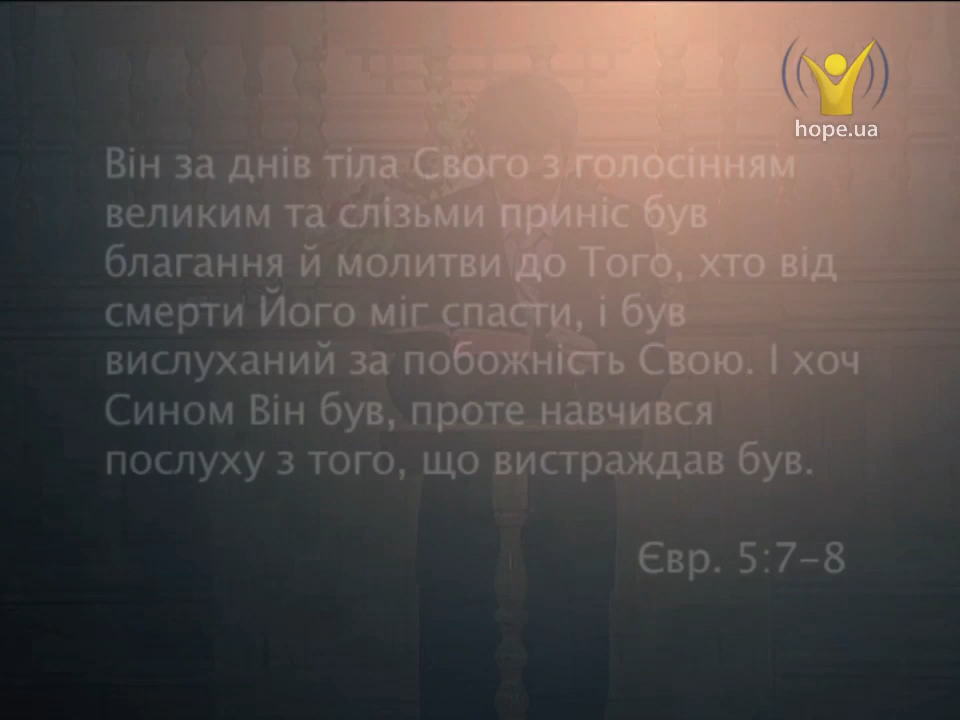 hope.ua
Він за днів тіла Свого з голосінням
великим та слізьми приніс був
благання й молитви до Того, хто від
смерти Його міг спасти, і був
вислуханий за побожність Свою. І хоч
Сином Він був, проте навчився
послуху з того, що вистраждав був.
Євр. 5:7-8